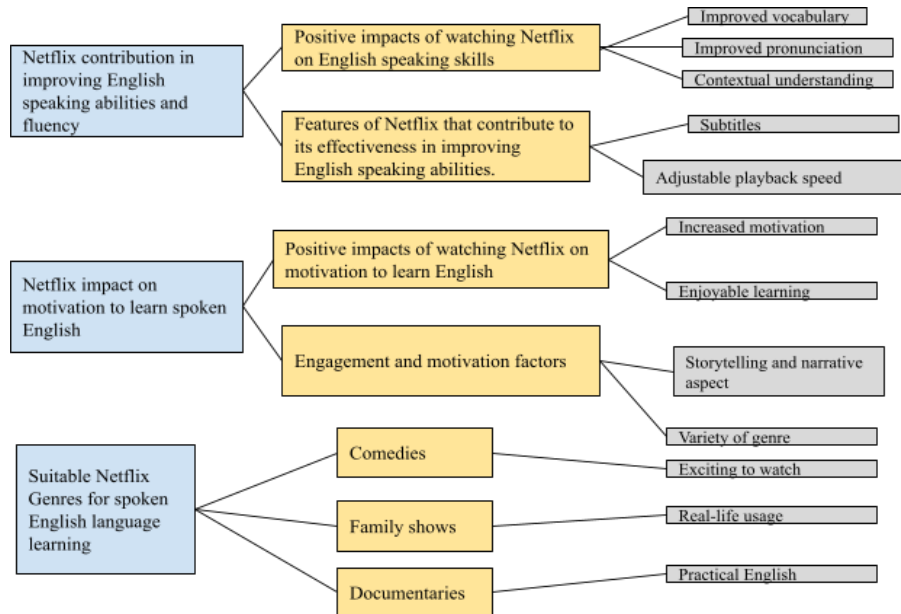 Netflix contribution in
improving English
speaking abilities and
fluency
Positive impacts of watching Netflix
on English speaking skills
Improved vocabulary
Improved pronunciation
Contextual understanding
Features of Netflix that contribute to
its effectiveness in improving
English speaking abilities.
Subtitles
Adjustable playback speed
Netflix impact on
motivation to learn spoken
English
Positive impacts of watching Netflix on
motivation to learn English
Increased motivation
Enjoyable learning
Engagement and motivation factors
Storytelling and narrative
aspect
Variety of genre
Suitable Netflix
Genres for spoken
English language
learning
Comedies
Exciting to watch
Family shows
Real-life usage
Documentaries
Practical English